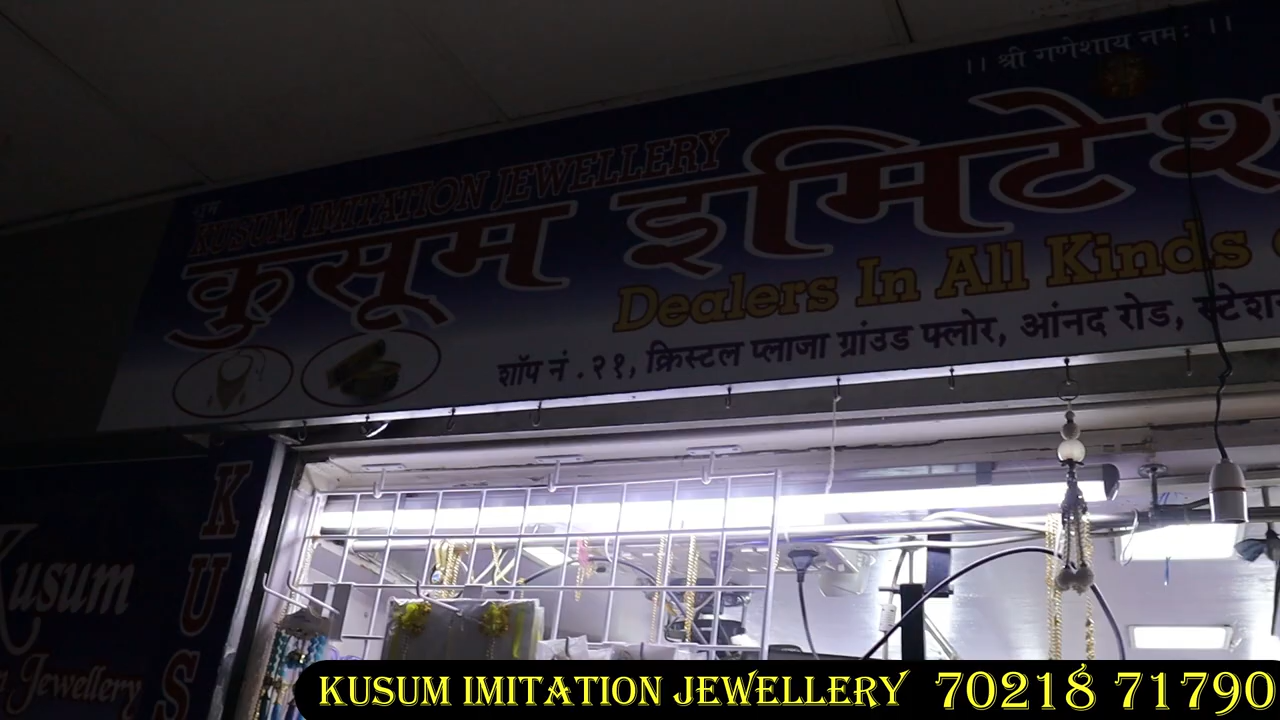 ।। श्री गणेशाय नमः ।।
शुभ
KUSUM IMITATION JEWELLERY
कुसूम इमिटेश
Dealers In All Kinds
शॉप नं . २१, क्रिस्टल प्लाजा ग्रांउड फ्लोर, आंनद रोड, स्टेश
KUS
Kusum
Jewellery
KUSUM IMITATION JEWELLERY 70218 71790